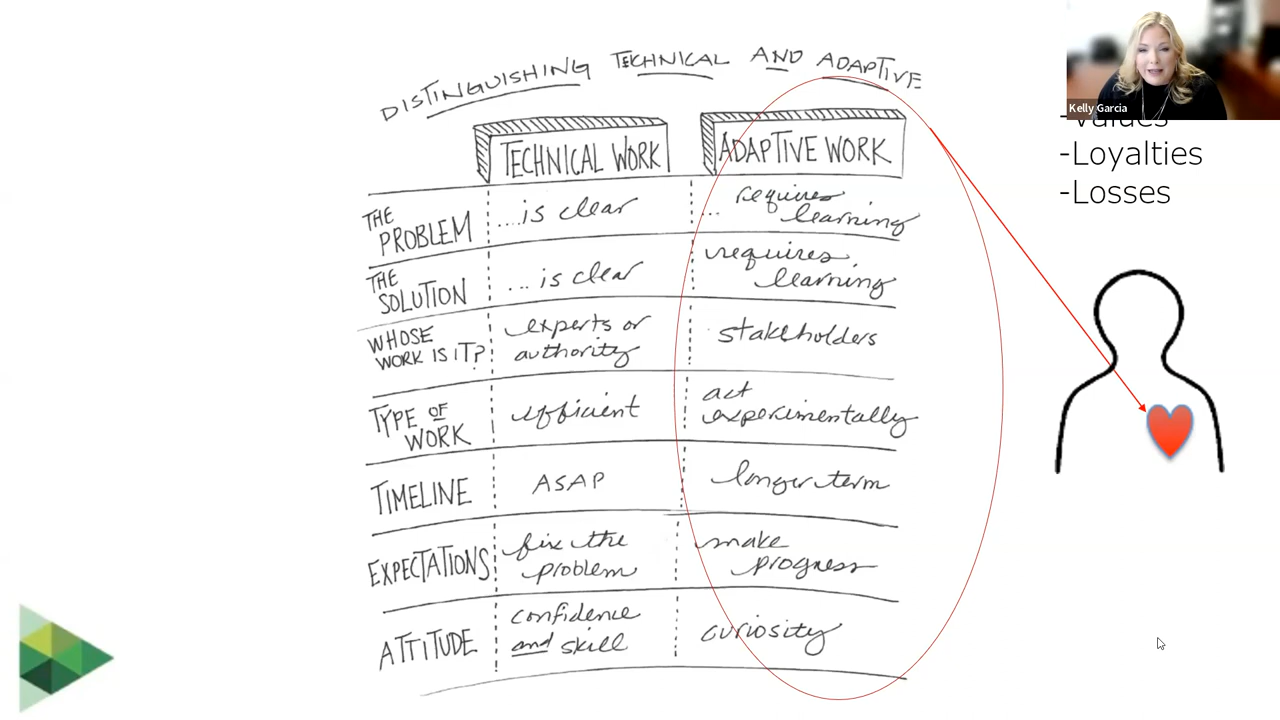 DISTINGUISHING TECHNICAL AND ADAPTIVE
TECHNICAL WORK
ADAPTIVE WORK
THE PROBLEM
...is clear
... requires learning
THE SOLUTION
...is clear
requires learning
WHOSE WORK IS IT?
experts or authority
stakeholders
TYPE OF WORK
efficient
act experimentally
TIMELINE
ASAP
longer term
EXPECTATIONS
fix the problem
make progress
ATTITUDE
confidence and skill
curiosity
Kelly Garcia
-Values
-Loyalties
-Losses